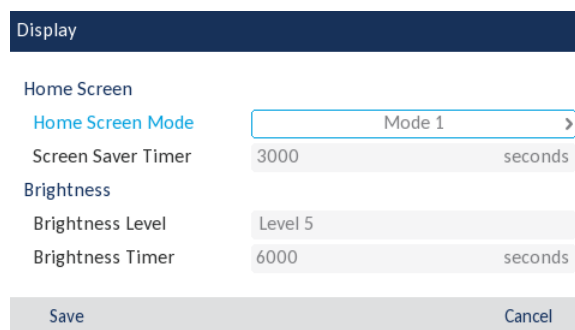 Display
Home Screen
Home Screen Mode Mode 1 >
Screen Saver Timer 3000 seconds
Brightness
Brightness Level Level 5
Brightness Timer 6000 seconds
Save Cancel